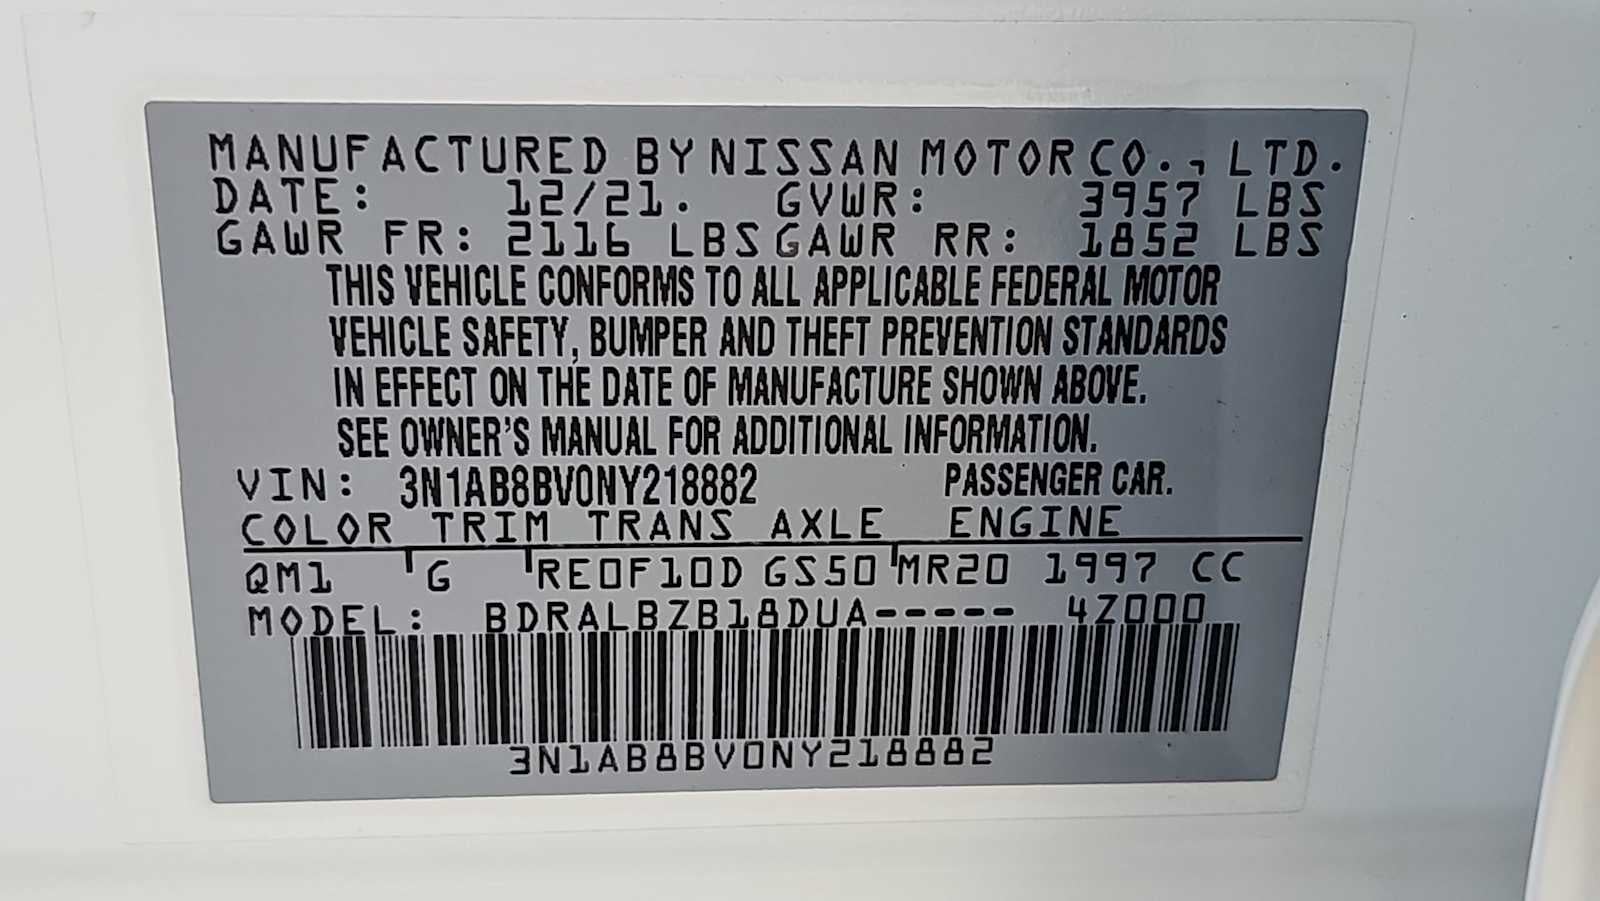 MANUFACTURED BY NISSAN MOTOR CO., LTD.
DATE: 12/21. GVWR: 3957 LBS
GAWR FR: 2116 LBS GAWR RR: 1852 LBS
THIS VEHICLE CONFORMS TO ALL APPLICABLE FEDERAL MOTOR
VEHICLE SAFETY, BUMPER AND THEFT PREVENTION STANDARDS
IN EFFECT ON THE DATE OF MANUFACTURE SHOWN ABOVE.
SEE OWNER'S MANUAL FOR ADDITIONAL INFORMATION.
VIN: 3N1AB8BV0NY218882 PASSENGER CAR.
COLOR TRIM TRANS AXLE ENGINE
QM1 G RE0F10D GS50 MR20 1997 CC
MODEL: BDRALBZB18DUA----- 4Z000
3N1AB8BV0NY218882